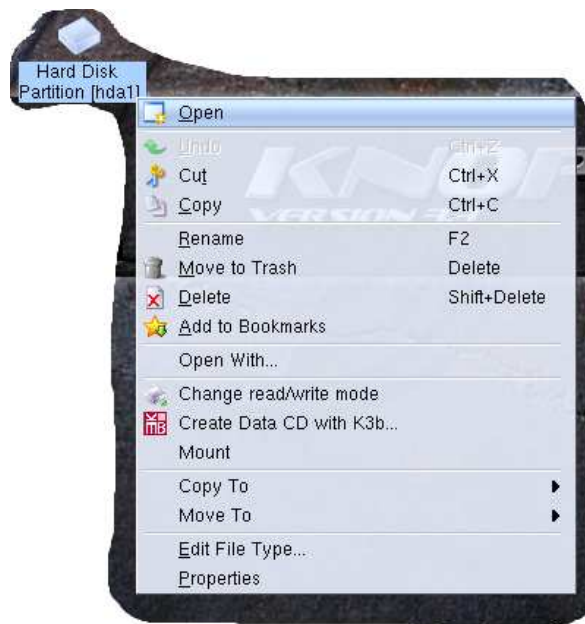 Hard Disk
Partition [hda1]
Open
Undo Ctrl+Z
Cut Ctrl+X
Copy Ctrl+C
Rename F2
Move to Trash Delete
Delete Shift+Delete
Add to Bookmarks
Open With...
Change read/write mode
Create Data CD with K3b...
Mount
Copy To
Move To
Edit File Type...
Properties
KNOP
VERSION